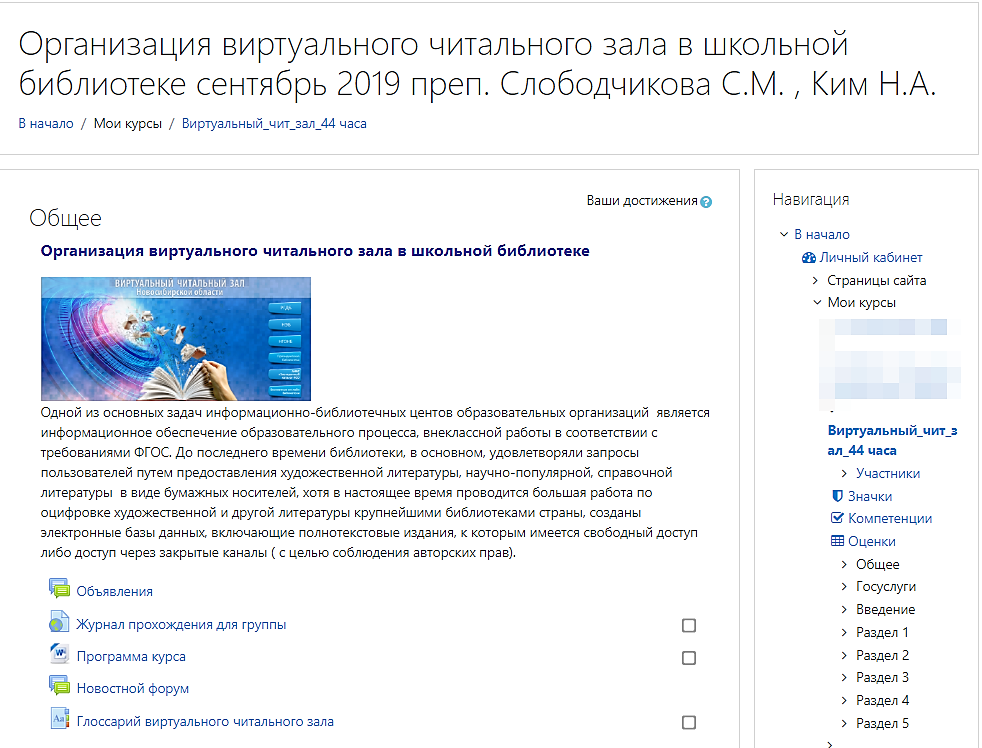 Организация виртуального читального зала в школьной
библиотеке сентябрь 2019 преп. Слободчикова С.М. , Ким Н.А.
В начало / Мои курсы / Виртуальный_чит_зал_44 часа
Ваши достижения
Общее
Организация виртуального читального зала в школьной библиотеке
ВИРТУАЛЬНЫЙ ЧИТАЛЬНЫЙ ЗАЛ
Новосибирской области
Одной из основных задач информационно-библиотечных центов образовательных организаций является
информационное обеспечение образовательного процесса, внеклассной работы в соответствии с
требованиями ФГОС. До последнего времени библиотеки, в основном, удовлетворяли запросы
пользователей путем предоставления художественной литературы, научно-популярной, справочной
литературы в виде бумажных носителей, хотя в настоящее время проводится большая работа по
оцифровке художественной и другой литературы крупнейшими библиотеками страны, созданы
электронные базы данных, включающие полнотекстовые издания, к которым имеется свободный доступ
либо доступ через закрытые каналы ( с целью соблюдения авторских прав).
Объявления
Журнал прохождения для группы
Программа курса
Новостной форум
Глоссарий виртуального читального зала
Навигация
В начало
Личный кабинет
Страницы сайта
Мои курсы
Виртуальный_чит_з
ал_44 часа
Участники
Значки
Компетенции
Оценки
Общее
Госуслуги
Введение
Раздел 1
Раздел 2
Раздел 3
Раздел 4
Раздел 5